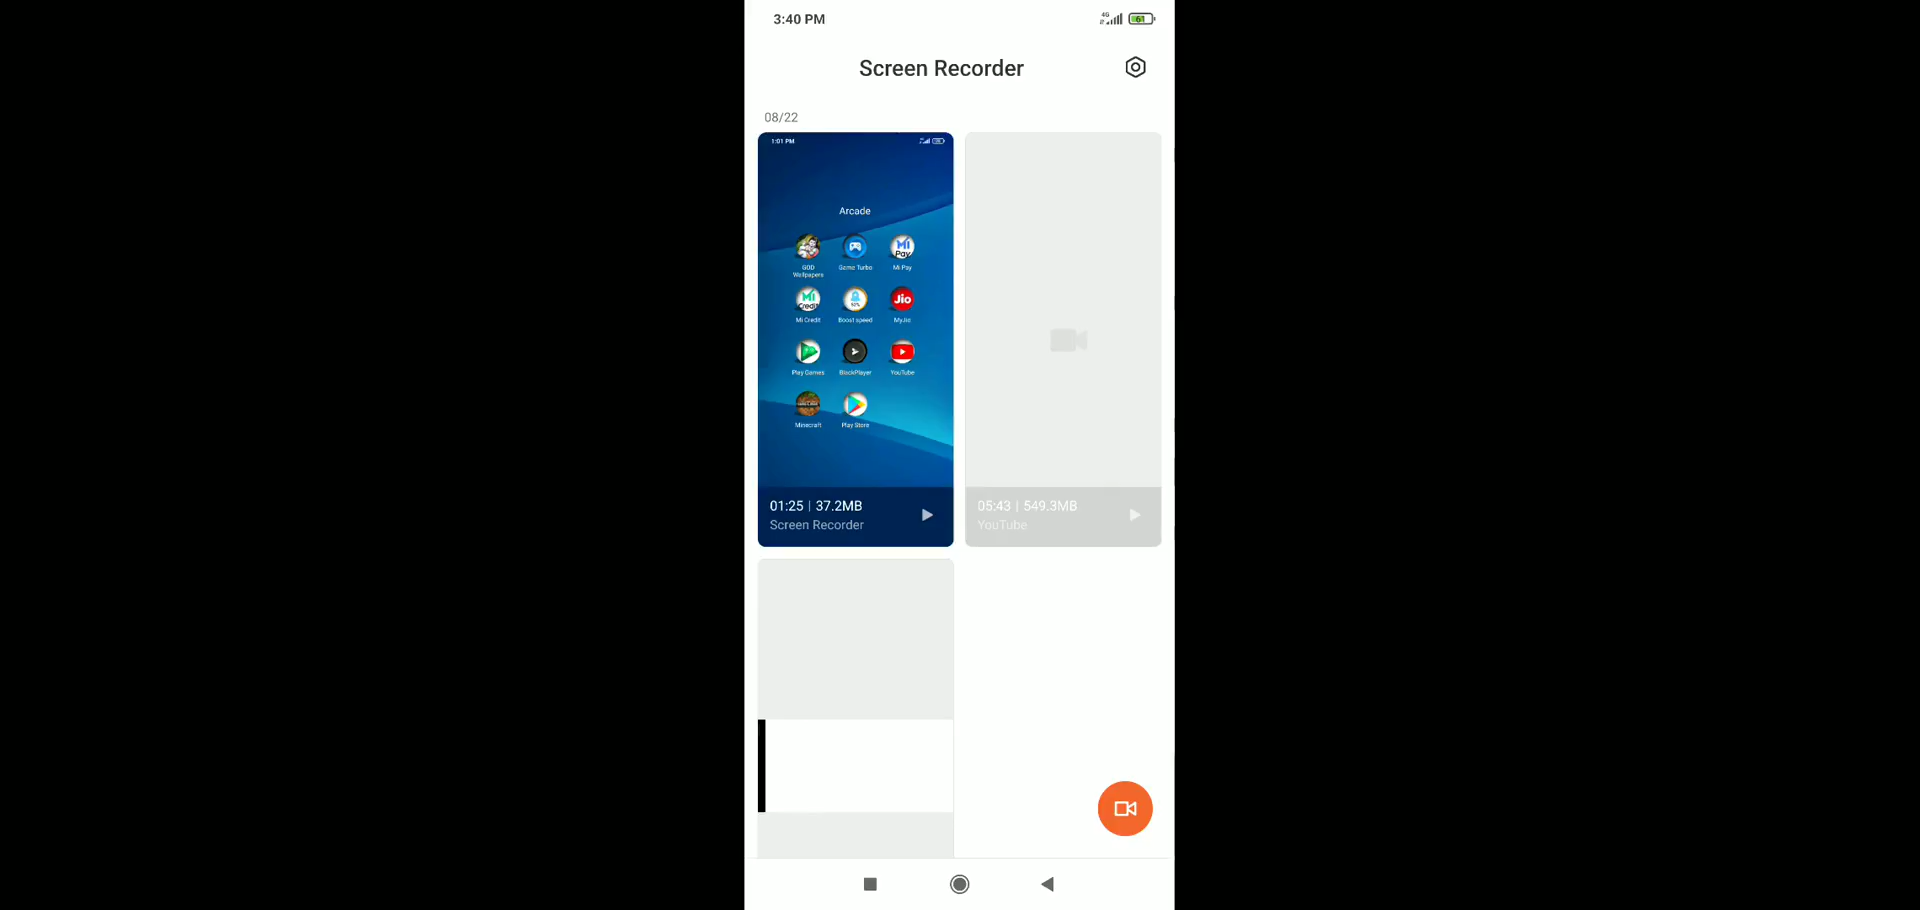 3:40 PM
4G
61
Screen Recorder
08/22
1:01 PM
Arcade
GOD Wallpapers
Game Turbo
Mi Pay
Mi Credit
Boost speed
MyJio
Play Games
BlackPlayer
YouTube
Minecraft
Play Store
01:25 | 37.2MB
Screen Recorder
05:43 | 549.3MB
YouTube